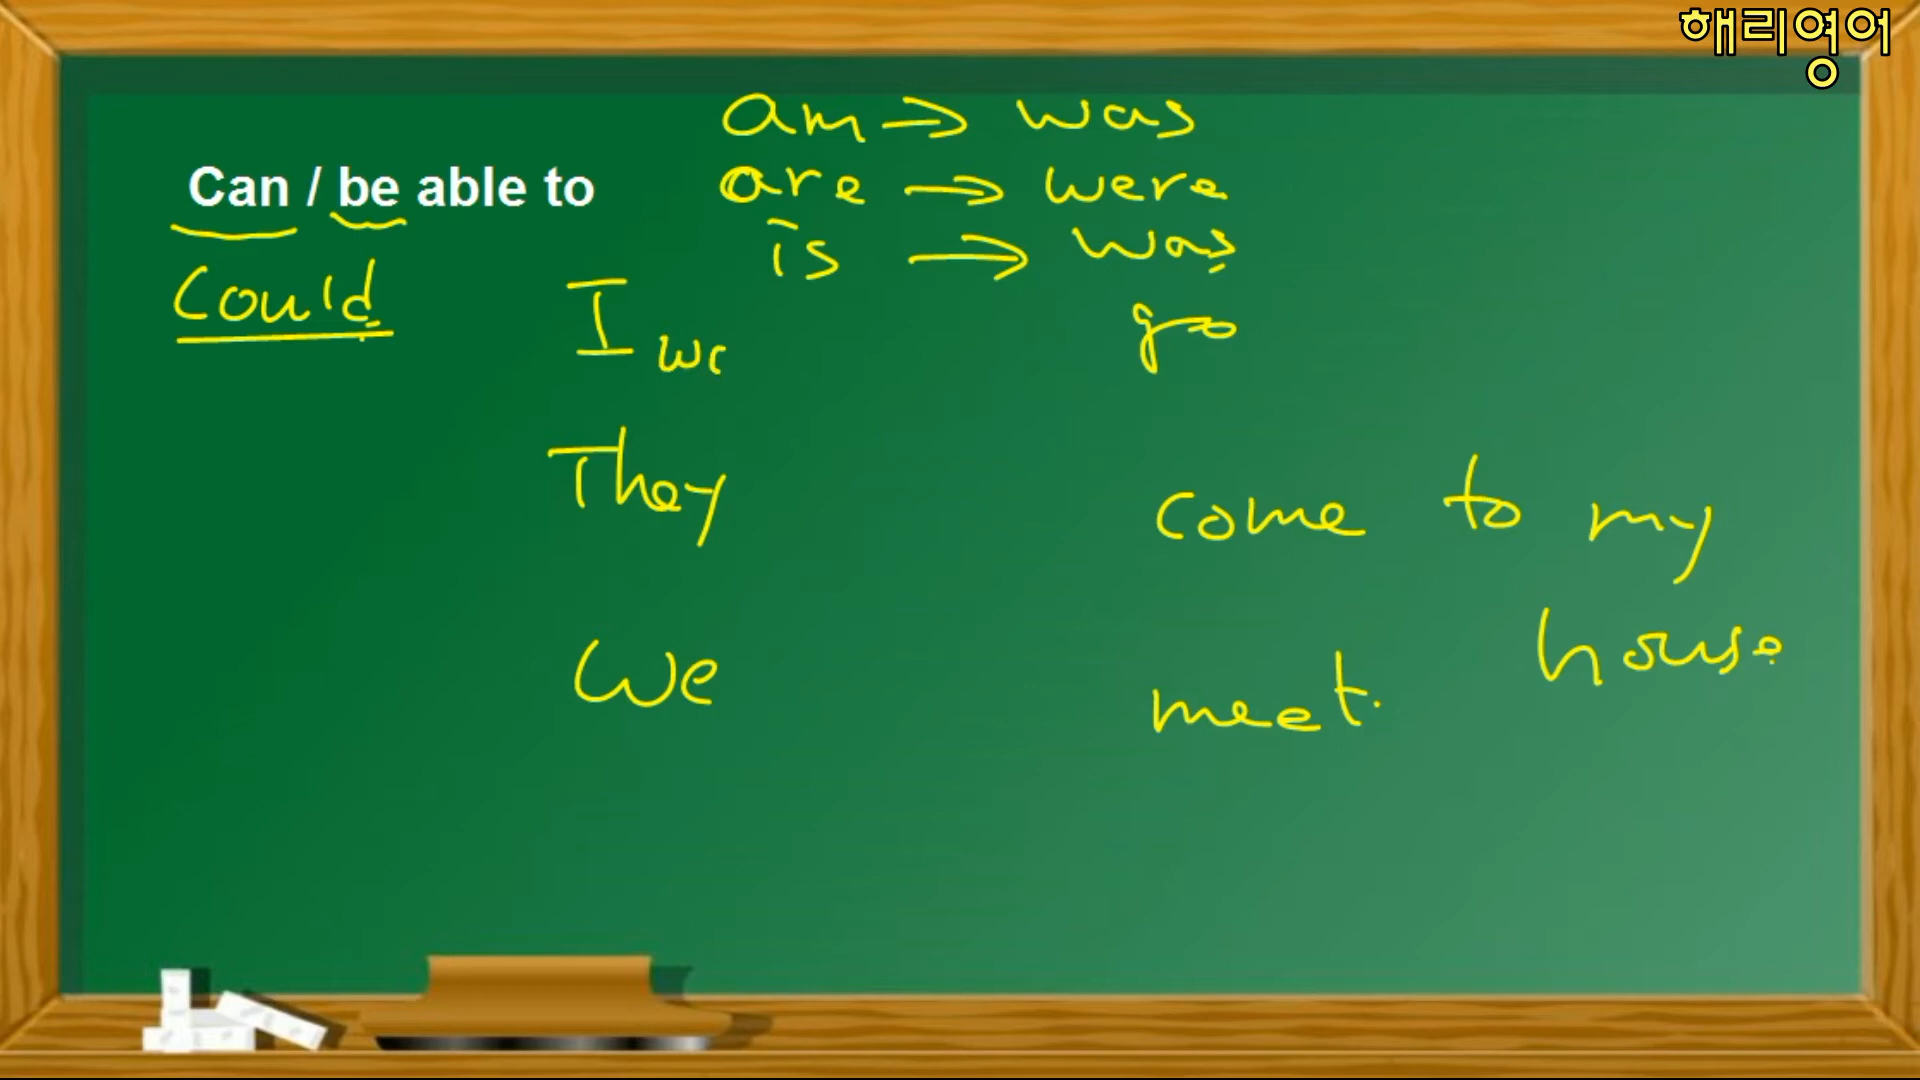 해리영어
am → was
Can / be able to
are → were
is → was
Could
I wc
go
They
come to my
house
We
meet.